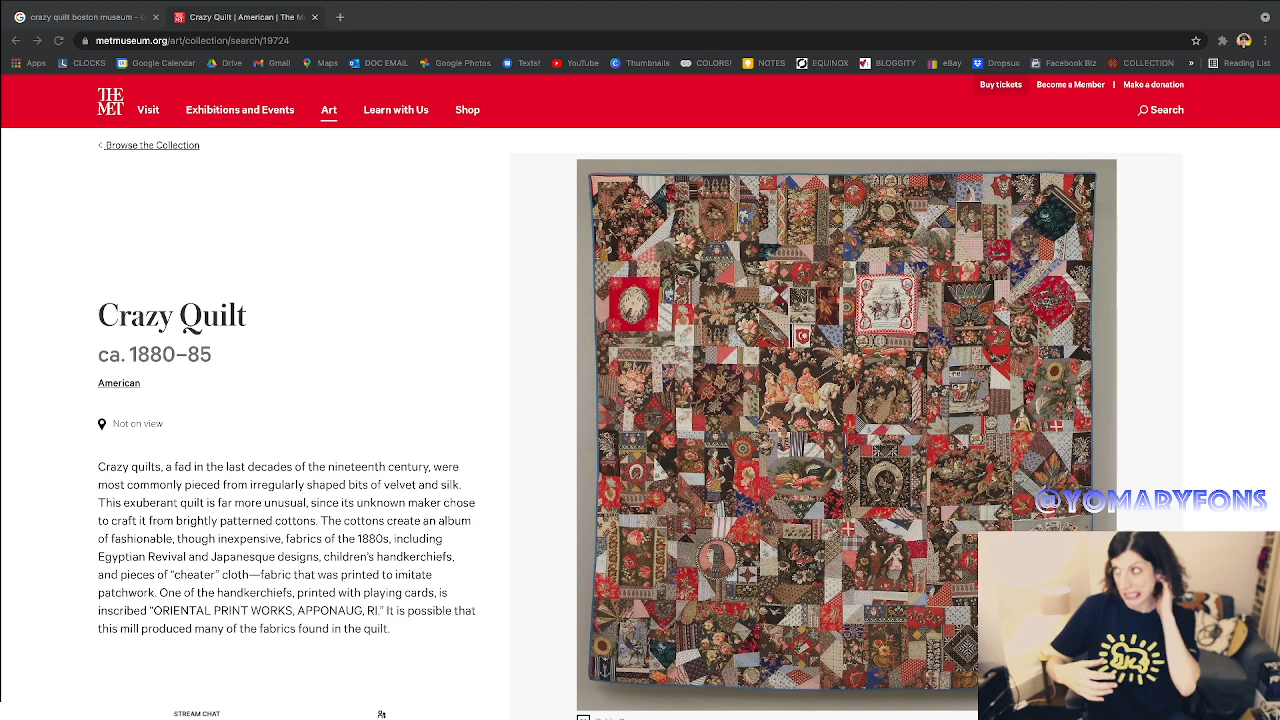 crazy quilt boston museum - G
Crazy Quilt | American | The Me
metmuseum.org/art/collection/search/19724
Apps
CLOCKS
Google Calendar
Drive
Gmail
Maps
DOC EMAIL
Google Photos
Texts!
YouTube
Thumbnails
COLORS!
NOTES
EQUINOX
BLOGGITY
eBay
Dropsux
Facebook Biz
COLLECTION
»
Reading List
Buy tickets
Become a Member
Make a donation
THE MET
Visit
Exhibitions and Events
Art
Learn with Us
Shop
Search
Browse the Collection
Crazy Quilt
ca. 1880–85
American
Not on view
Crazy quilts, a fad in the last decades of the nineteenth century, were
most commonly pieced from irregularly shaped bits of velvet and silk.
This exuberant quilt is far more unusual, since its unknown maker chose
to craft it from brightly patterned cottons. The cottons create an album
of fashionable, though inexpensive, fabrics of the 1880s, including
Egyptian Revival and Japanesque designs, children's handkerchiefs,
and pieces of "cheater" cloth—fabric that was printed to imitate
patchwork. One of the handkerchiefs, printed with playing cards, is
inscribed "ORIENTAL PRINT WORKS, APPONAUG, RI." It is possible that
this mill produced many of the fabrics found in the quilt.
@YOMARYFONS
STREAM CHAT